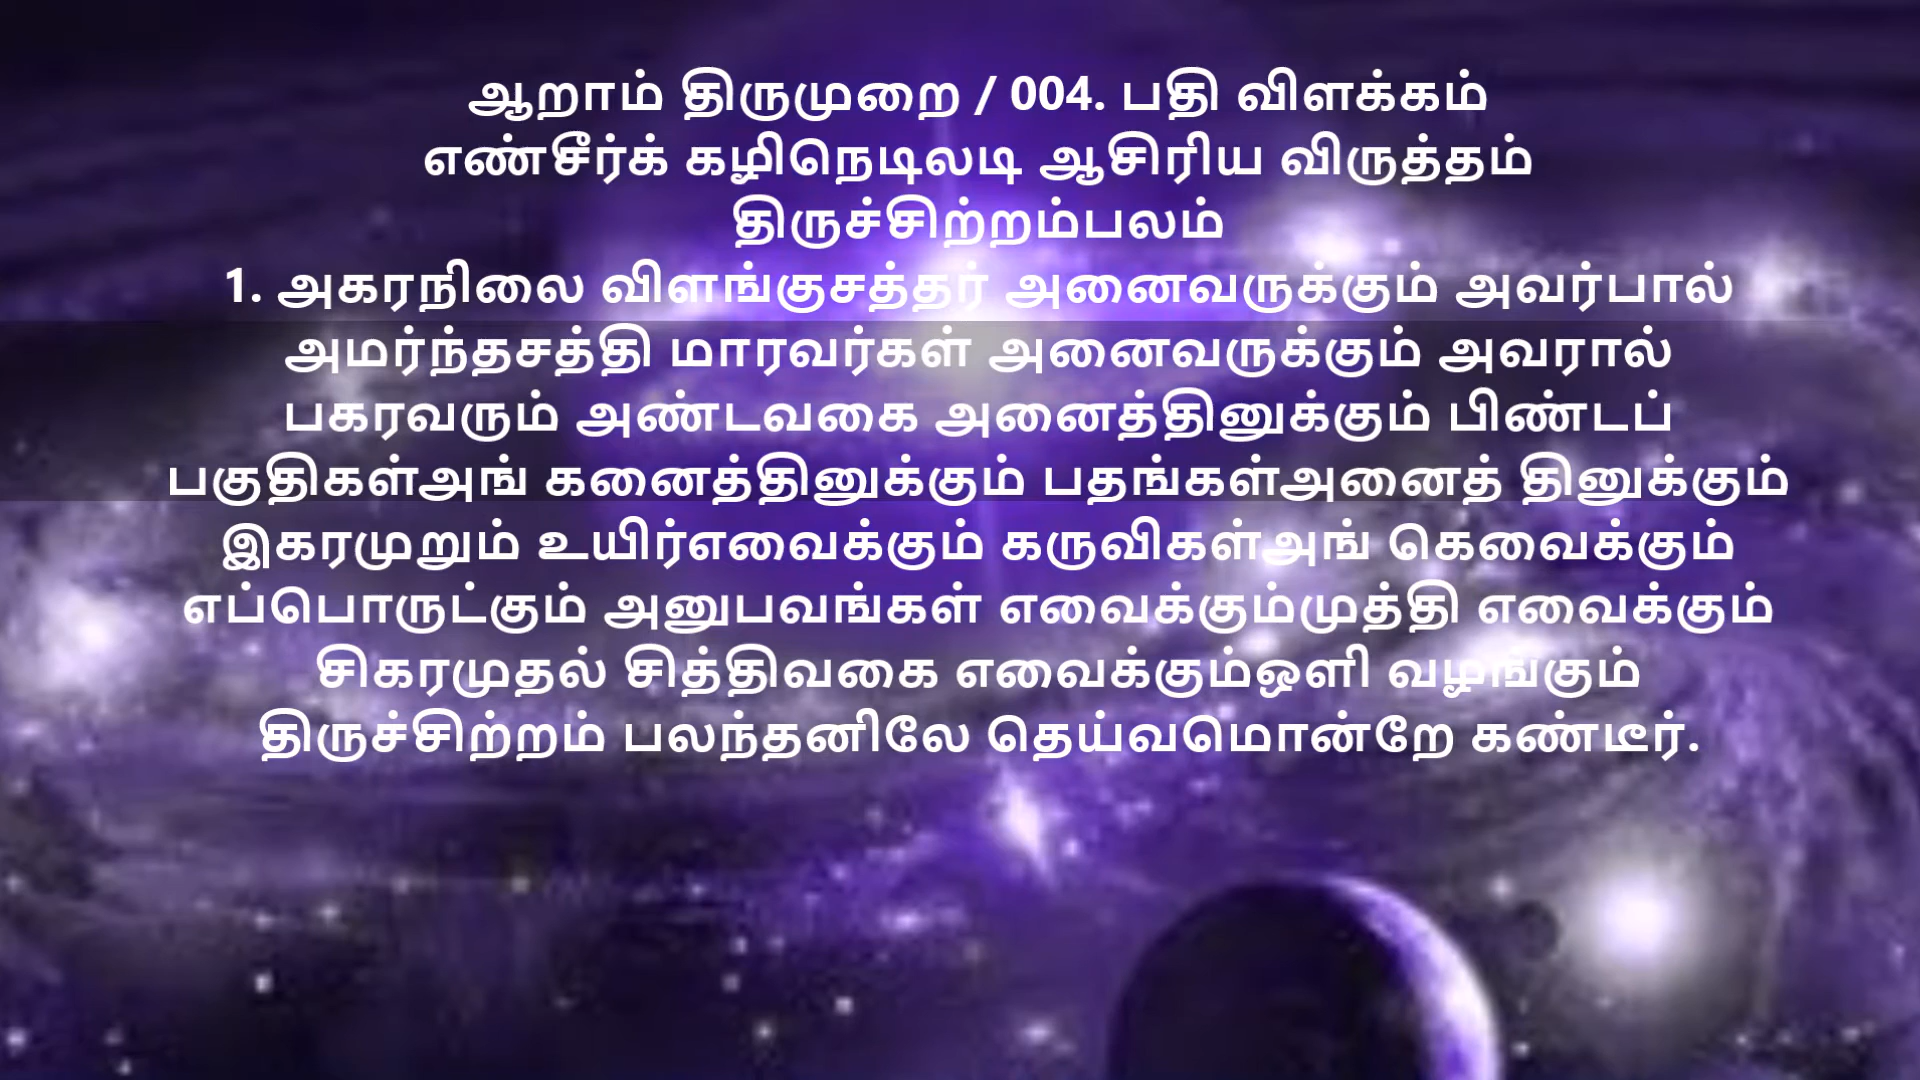 ஆறாம் திருமுறை / 004. பதி விளக்கம்
எண்சீர்க் கழிநெடிலடி ஆசிரிய விருத்தம்
திருச்சிற்றம்பலம்
1. அகரநிலை விளங்குசத்தர் அனைவருக்கும் அவர்பால்
அமர்ந்தசத்தி மாரவர்கள் அனைவருக்கும் அவரால்
பகரவரும் அண்டவகை அனைத்தினுக்கும் பிண்டப்
பகுதிகள்அங் கனைத்தினுக்கும் பதங்கள்அனைத் தினுக்கும்
இகரமுறும் உயிர்எவைக்கும் கருவிகள்அங் கெவைக்கும்
எப்பொருட்கும் அனுபவங்கள் எவைக்கும்முத்தி எவைக்கும்
சிகரமுதல் சித்திவகை எவைக்கும்ஒளி வழங்கும்
திருச்சிற்றம் பலந்தனிலே தெய்வமொன்றே கண்டீர்.